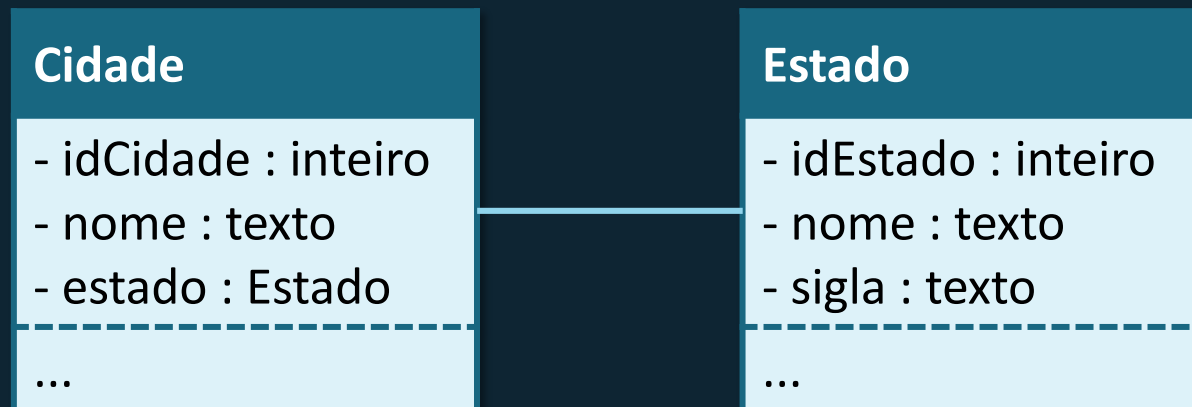 Cidade
- idCidade : inteiro
- nome : texto
- estado : Estado
...
Estado
- idEstado : inteiro
- nome : texto
- sigla : texto
...